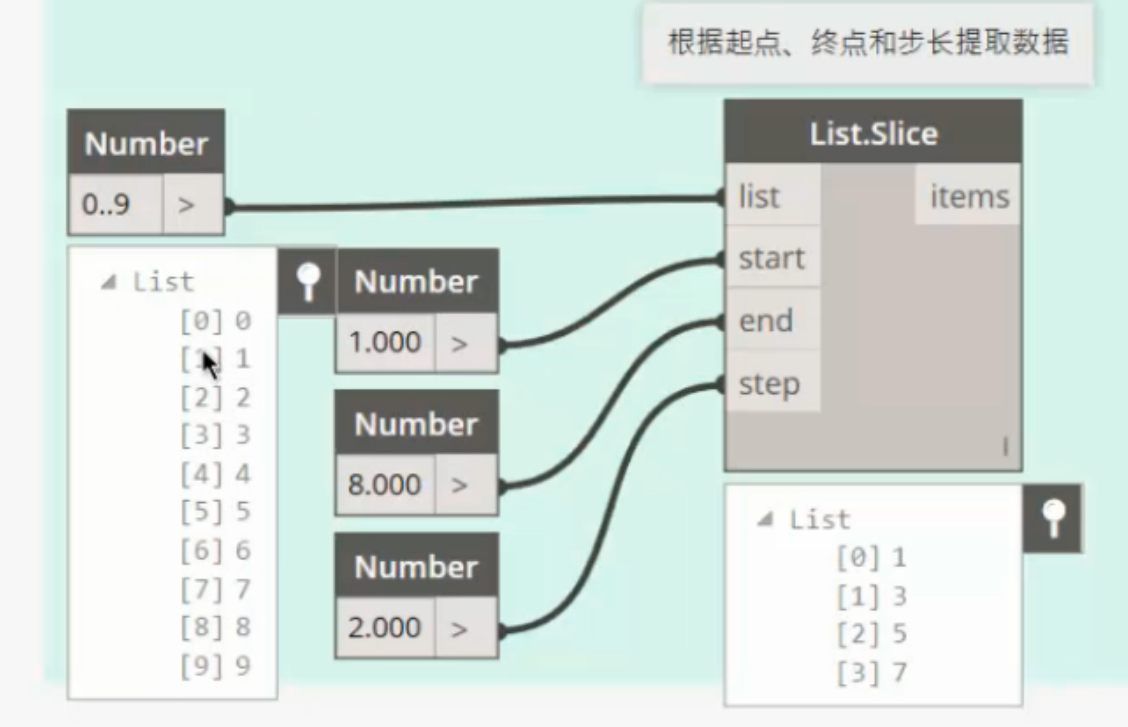 根据起点、终点和步长提取数据
Number
0..9 >
List
[0] 0
[1] 1
[2] 2
[3] 3
[4] 4
[5] 5
[6] 6
[7] 7
[8] 8
[9] 9
Number
1.000 >
Number
8.000 >
Number
2.000 >
List.Slice
list items
start
end
step
l
List
[0] 1
[1] 3
[2] 5
[3] 7